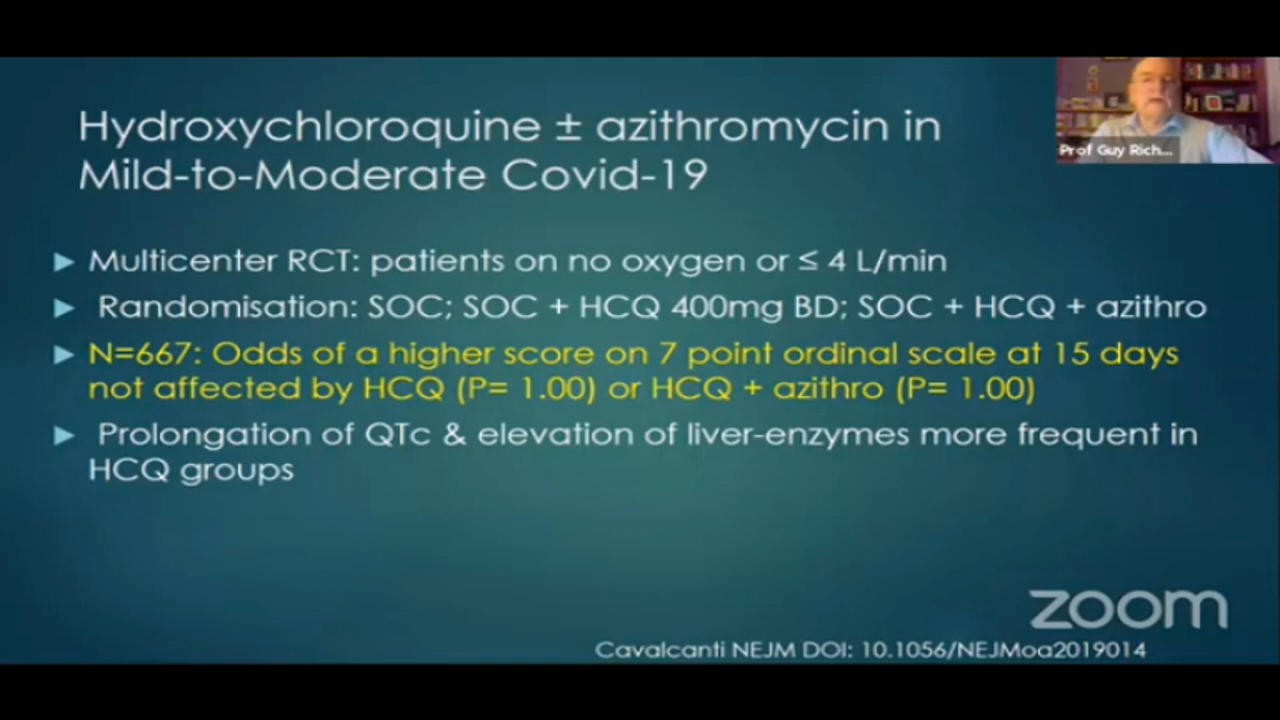 Hydroxychloroquine ± azithromycin in
Mild-to-Moderate Covid-19
Prof Guy Rich...
Multicenter RCT: patients on no oxygen or ≤ 4 L/min
Randomisation: SOC; SOC + HCQ 400mg BD; SOC + HCQ + azithro
N=667: Odds of a higher score on 7 point ordinal scale at 15 days
not affected by HCQ (P= 1.00) or HCQ + azithro (P= 1.00)
Prolongation of QTc & elevation of liver-enzymes more frequent in
HCQ groups
zoom
Cavalcanti NEJM DOI: 10.1056/NEJMoa2019014